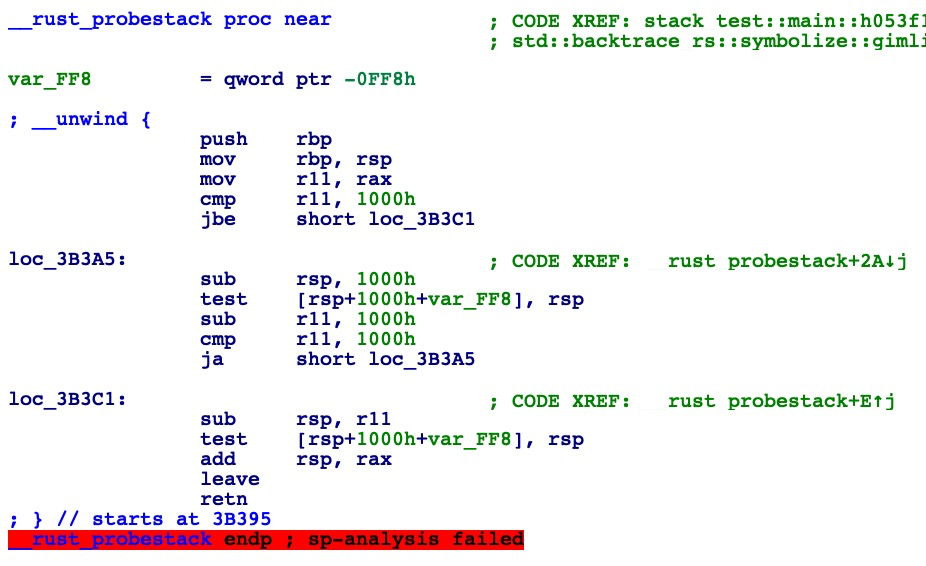 __rust_probestack proc near ; CODE XREF: stack test::main::h053f1
; std::backtrace rs::symbolize::gimli
var_FF8 = qword ptr -0FF8h
; __unwind {
push rbp
mov rbp, rsp
mov r11, rax
cmp r11, 1000h
jbe short loc_3B3C1
loc_3B3A5: ; CODE XREF: rust probestack+2A↓j
sub rsp, 1000h
test [rsp+1000h+var_FF8], rsp
sub r11, 1000h
cmp r11, 1000h
ja short loc_3B3A5
loc_3B3C1: ; CODE XREF: rust probestack+E↑j
sub rsp, r11
test [rsp+1000h+var_FF8], rsp
add rsp, rax
leave
retn
; } // starts at 3B395
__rust_probestack endp ; sp-analysis failed